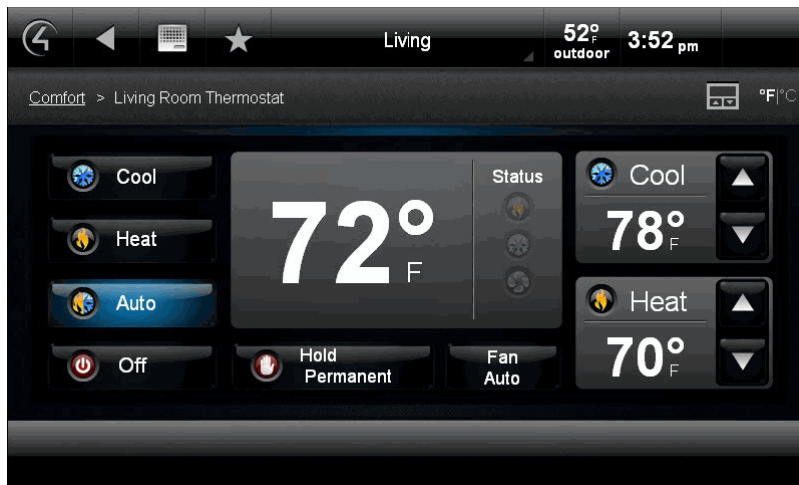 Living
52°F
outdoor
3:52 pm
Comfort > Living Room Thermostat
°F|°C
Cool
Heat
Auto
Off
72°F
Status
Hold
Permanent
Fan
Auto
Cool
78°F
Heat
70°F